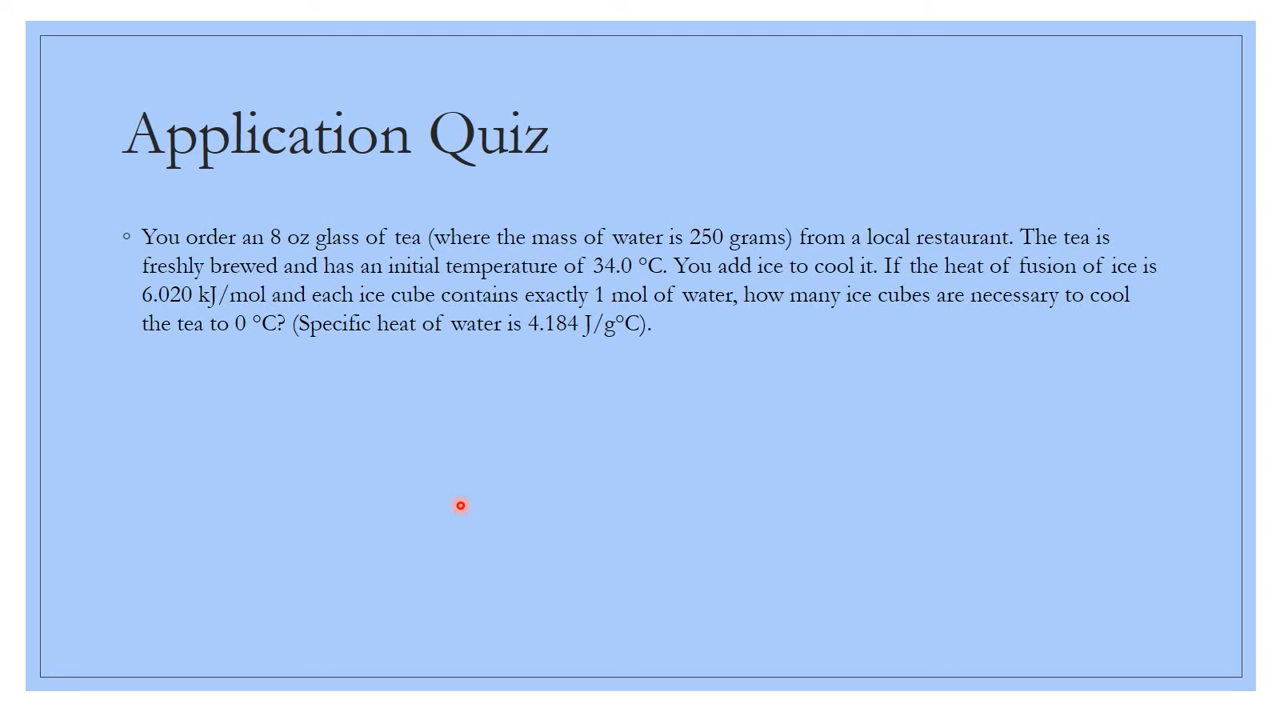 Application Quiz
◦ You order an 8 oz glass of tea (where the mass of water is 250 grams) from a local restaurant. The tea is
freshly brewed and has an initial temperature of 34.0 °C. You add ice to cool it. If the heat of fusion of ice is
6.020 kJ/mol and each ice cube contains exactly 1 mol of water, how many ice cubes are necessary to cool
the tea to 0 °C? (Specific heat of water is 4.184 J/g°C).